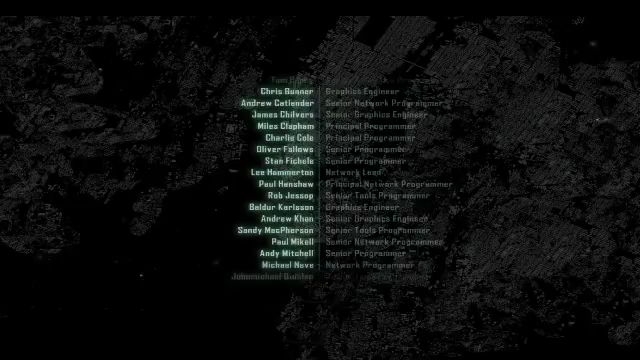 Chris Bunner Graphics Engineer
Andrew Catlender Senior Network Programmer
James Chilvers Senior Graphics Engineer
Miles Clapham Principal Programmer
Charlie Cole Principal Programmer
Oliver Fallows Senior Programmer
Stan Fichele Senior Programmer
Lee Hammerton Network Lead
Paul Henshaw Principal Network Programmer
Rob Jessop Senior Tools Programmer
Baldur Karlsson Graphics Engineer
Andrew Khan Senior Graphics Engineer
Sandy MacPherson Senior Tools Programmer
Paul Mikell Senior Network Programmer
Andy Mitchell Senior Programmer
Michael Neve Network Programmer